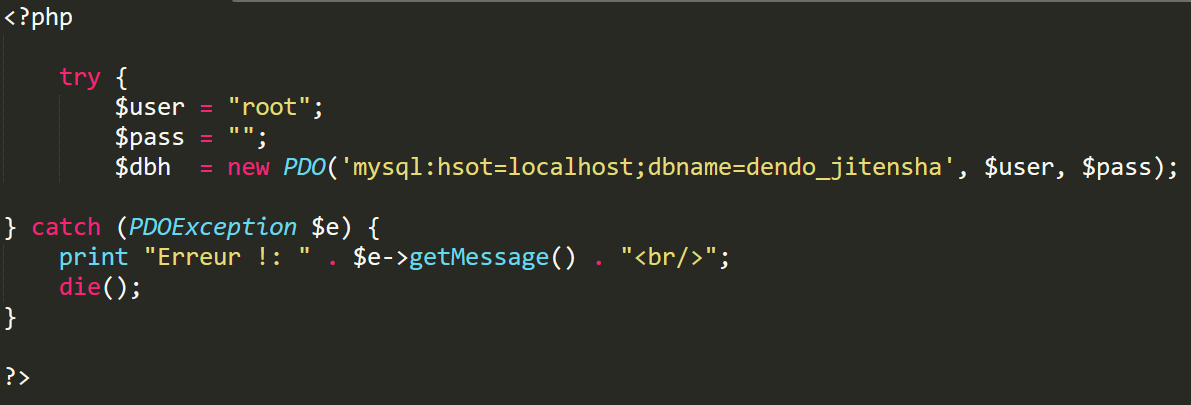 <?php
try {
$user = "root";
$pass = "";
$dbh = new PDO('mysql:hsot=localhost;dbname=dendo_jitensha', $user, $pass);
} catch (PDOException $e) {
print "Erreur !: " . $e->getMessage() . "<br/>";
die();
}
?>